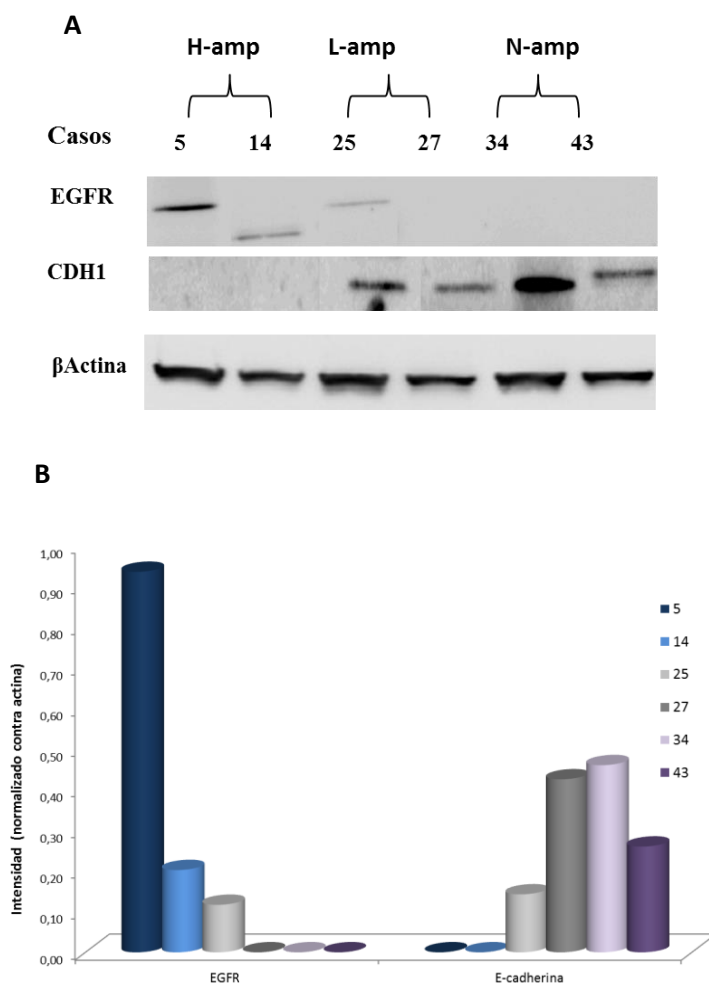 A
H-amp L-amp N-amp
Casos 5 14 25 27 34 43
EGFR
CDH1
βActina
B
Intensidad (normalizado contra actina)
1,00
0,90
0,80
0,70
0,60
0,50
0,40
0,30
0,20
0,10
0,00
EGFR E-cadherina
5
14
25
27
34
43